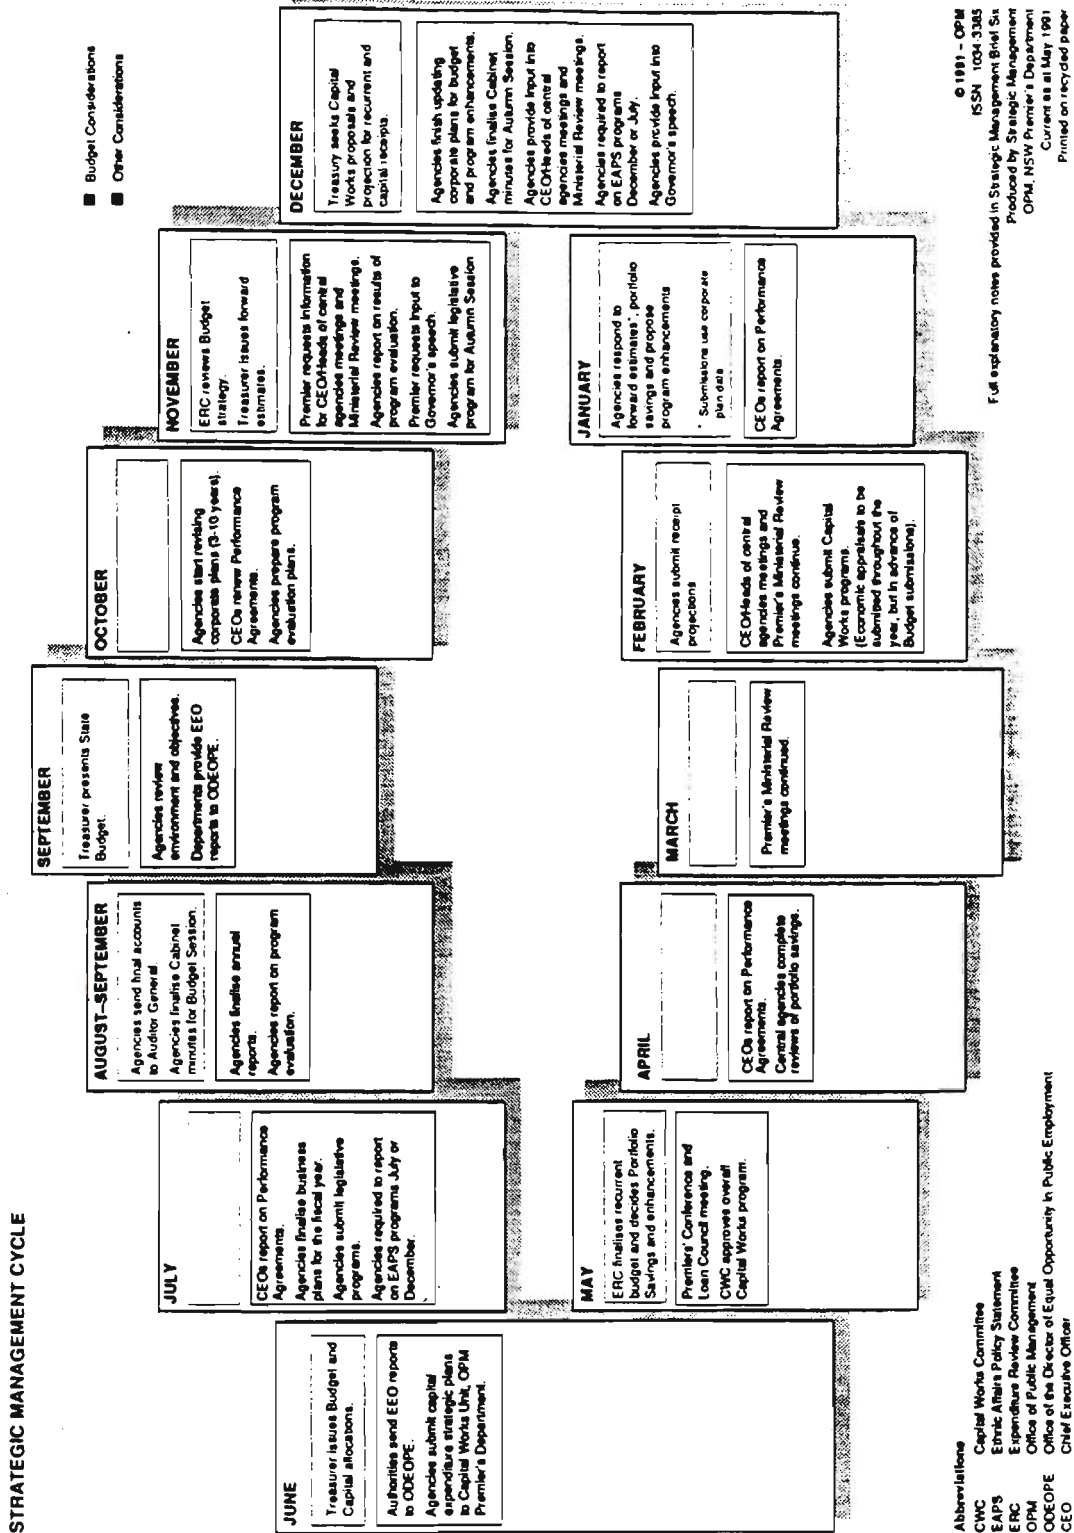 STRATEGIC MANAGEMENT CYCLE
Budget Considerations
Other Considerations
JUNE
Treasurer issues Budget and
Capital allocations.
Authorities send EEO reports
to ODEOPE.
Agencies submit capital
expenditure strategic plans
to Capital Works Unit, OPM
Premier's Department.
JULY
CEOs report on Performance
Agreements.
Agencies finalise business
plans for the fiscal year.
Agencies submit legislative
programs.
Agencies required to report
on EAPS programs July or
December.
AUGUST–SEPTEMBER
Agencies send final accounts
to Auditor General.
Agencies finalise Cabinet
minutes for Budget Session.
Agencies finalise annual
reports.
Agencies report on program
evaluation.
SEPTEMBER
Treasurer presents State
Budget.
Agencies review
environment and objectives.
Departments provide EEO
reports to ODEOPE.
OCTOBER
Agencies start revising
corporate plans (3-10 years).
CEOs renew Performance
Agreements.
Agencies prepare program
evaluation plans.
NOVEMBER
ERC reviews Budget
strategy.
Treasurer issues forward
estimates.
Premier requests information
for CEO/Heads of central
agencies meetings and
Ministerial Review meetings.
Agencies report on results of
program evaluation.
Premier requests input to
Governor's speech.
Agencies submit legislative
program for Autumn Session
DECEMBER
Treasury seeks Capital
Works proposals and
projection for recurrent and
capital receipts.
Agencies finish updating
corporate plans for budget
and program enhancements.
Agencies finalise Cabinet
minutes for Autumn Session.
Agencies provide input into
CEO/Heads of central
agencies meetings and
Ministerial Review meetings.
Agencies required to report
on EAPS programs
December or July.
Agencies provide input into
Governor's speech.
JANUARY
Agencies respond to
forward estimates*, portfolio
savings and propose
program enhancements
* Submissions use corporate
plan data
CEOs report on Performance
Agreements.
FEBRUARY
Agencies submit receipt
projections
CEO/Heads of central
agencies meetings and
Premier's Ministerial Review
meetings continue.
Agencies submit Capital
Works programs.
(Economic appraisals to be
submitted throughout the
year, but in advance of
Budget submissions).
MARCH
Premier's Ministerial Review
meetings continued.
APRIL
CEOs report on Performance
Agreements.
Central agencies complete
reviews of portfolio savings.
MAY
ERC finalises recurrent
budget and decides Portfolio
Savings and enhancements.
Premiers' Conference and
Loan Council meeting.
CWC approves overall
Capital Works program.
Abbreviations
CWC Capital Works Committee
EAPS Ethnic Affairs Policy Statement
ERC Expenditure Review Committee
OPM Office of Public Management
ODEOPE Office of the Director of Equal Opportunity in Public Employment
CEO Chief Executive Officer
© 1991 – OPM
ISSN 1034-3385
Full explanatory notes provided in Strategic Management Brief Six
Produced by Strategic Management
OPM, NSW Premier's Department
Current as at May 1991
Printed on recycled paper